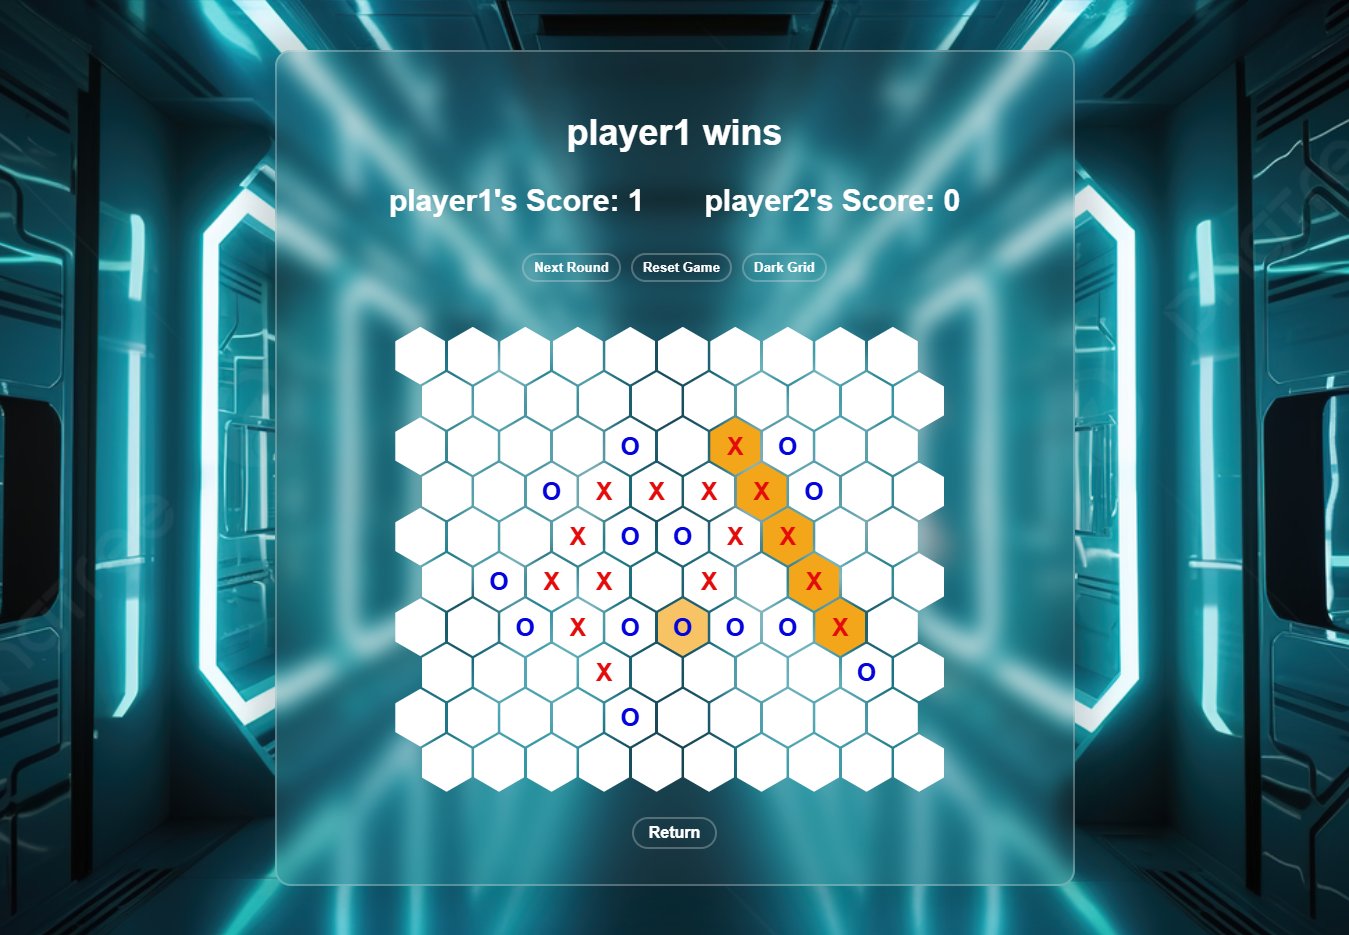 player1 wins
player1's Score: 1 player2's Score: 0
Next Round Reset Game Dark Grid
O X O
O X X X X O
X O O X X
O X X X X
O X O O O O X
X O
O
Return